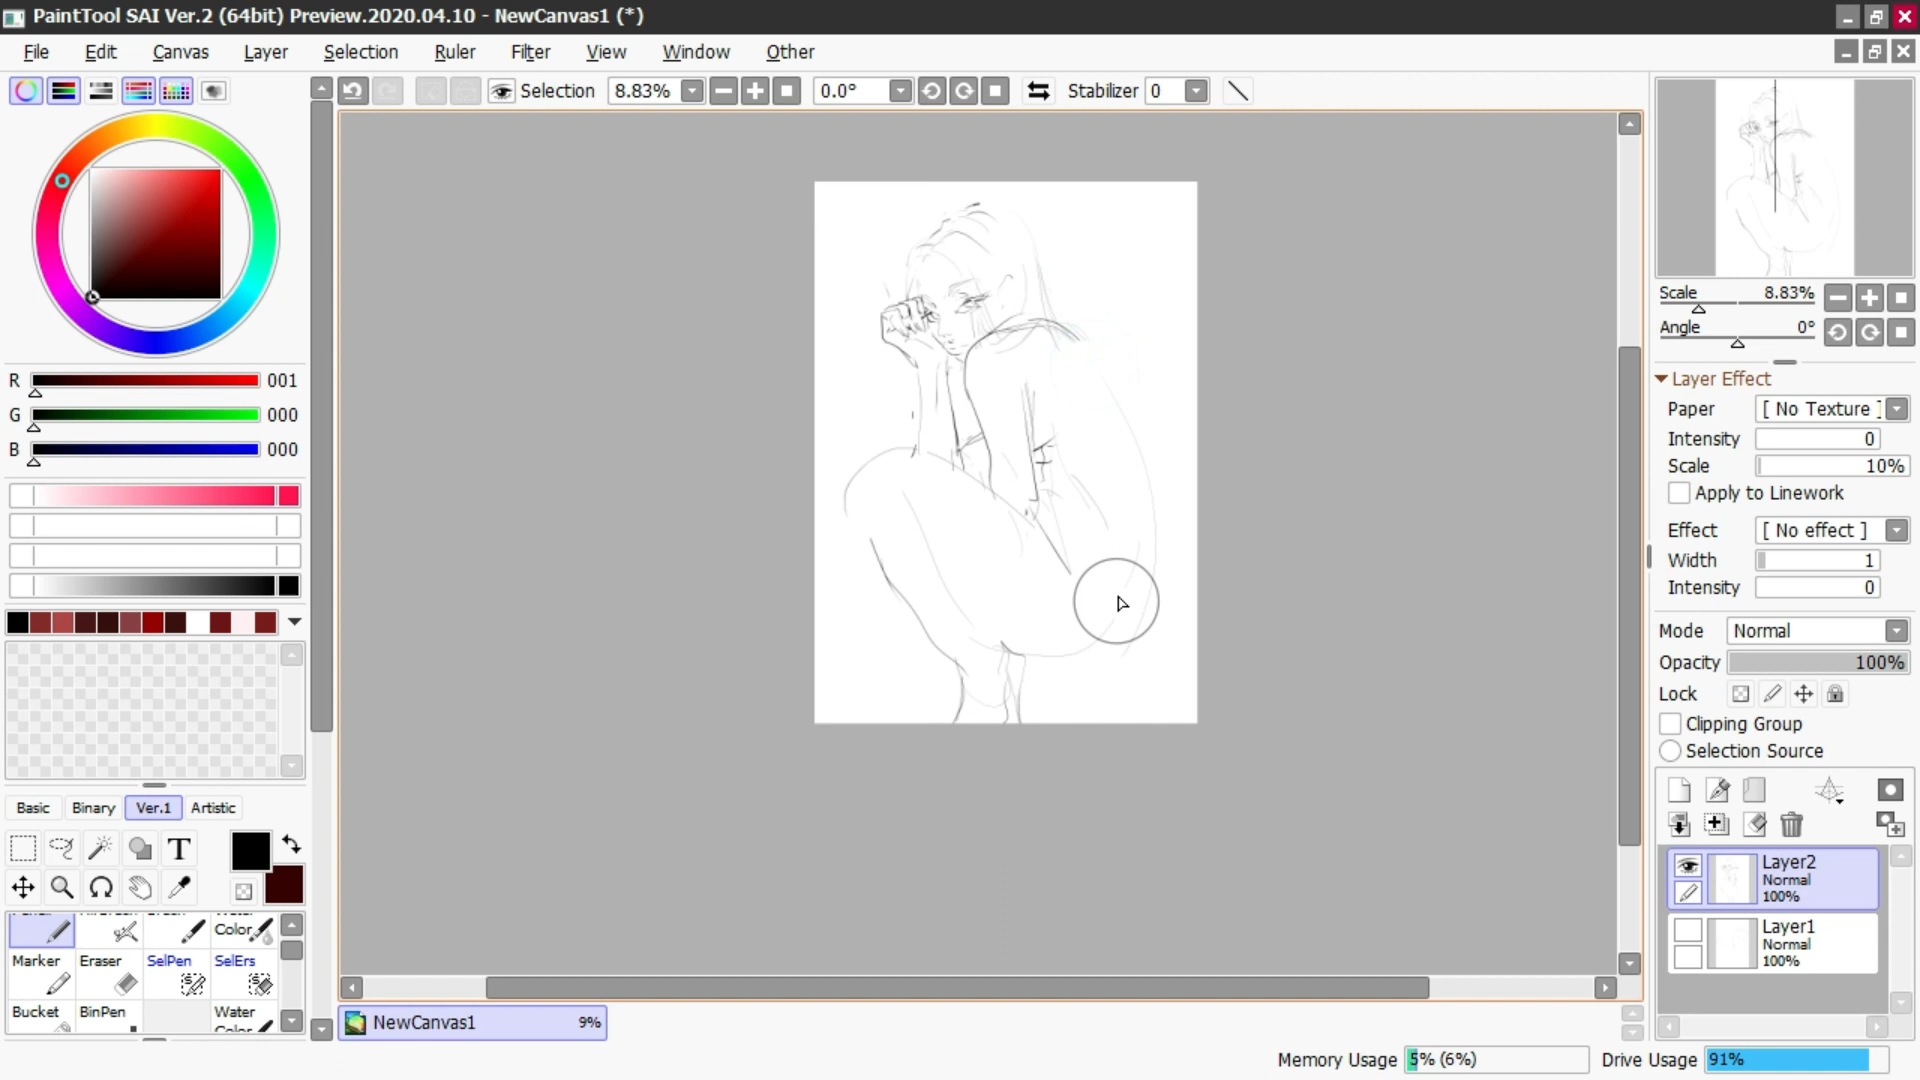 PaintTool SAI Ver.2 (64bit) Preview.2020.04.10 - NewCanvas1 (*)
File Edit Canvas Layer Selection Ruler Filter View Window Other
Selection 8.83% 0.0° Stabilizer 0
Scale 8.83%
Angle 0°
R 001
G 000
B 000
Layer Effect
Paper [ No Texture ]
Intensity 0
Scale 10%
Apply to Linework
Effect [ No effect ]
Width 1
Intensity 0
Mode Normal
Opacity 100%
Lock
Clipping Group
Selection Source
Basic Binary Ver.1 Artistic
T
Color
Marker Eraser SelPen SelErs
Bucket BinPen Water
Color
Layer2
Normal
100%
Layer1
Normal
100%
NewCanvas1 9%
Memory Usage 5% (6%) Drive Usage 91%